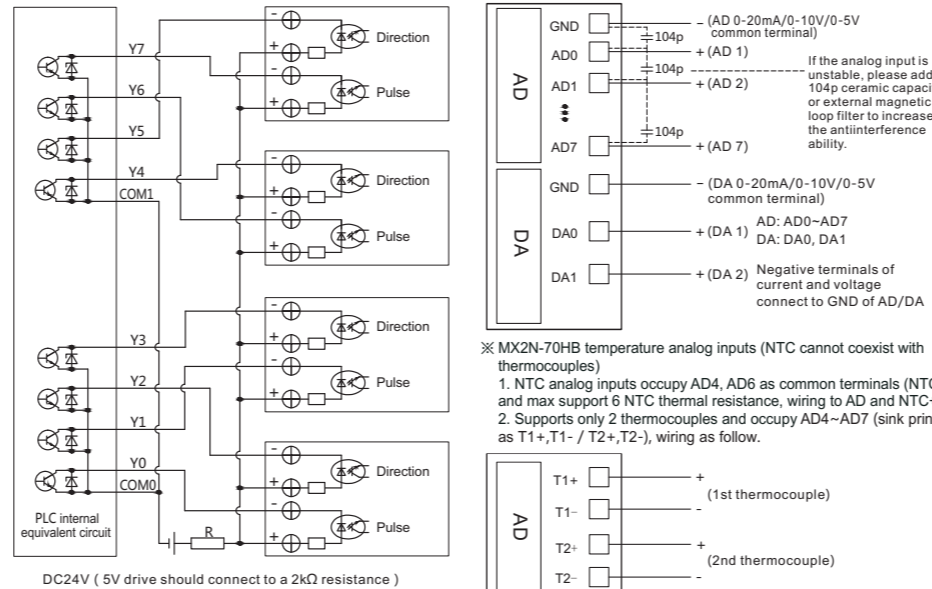 Y7
Y6
Y5
Y4
COM1
Y3
Y2
Y1
Y0
COM0
PLC internal
equivalent circuit
R
-
+
Direction
-
+
Pulse
-
+
Direction
-
+
Pulse
-
+
Direction
-
+
Pulse
-
+
Direction
-
+
Pulse
DC24V ( 5V drive should connect to a 2kΩ resistance )
AD
GND
AD0
AD1
AD7
104p
104p
104p
- (AD 0-20mA/0-10V/0-5V
common terminal)
+ (AD 1)
+ (AD 2)
+ (AD 7)
If the analog input is
unstable, please add
104p ceramic capaci
or external magnetic
loop filter to increase
the antiinterference
ability.
DA
GND
DA0
DA1
- (DA 0-20mA/0-10V/0-5V
common terminal)
+ (DA 1)
+ (DA 2)
AD: AD0~AD7
DA: DA0, DA1
Negative terminals of
current and voltage
connect to GND of AD/DA
※ MX2N-70HB temperature analog inputs (NTC cannot coexist with
thermocouples)
1. NTC analog inputs occupy AD4, AD6 as common terminals (NTC
and max support 6 NTC thermal resistance, wiring to AD and NTC-
2. Supports only 2 thermocouples and occupy AD4~AD7 (sink prin
as T1+,T1- / T2+,T2-), wiring as follow.
AD
T1+
T1-
T2+
T2-
+
(1st thermocouple)
-
+
(2nd thermocouple)
-